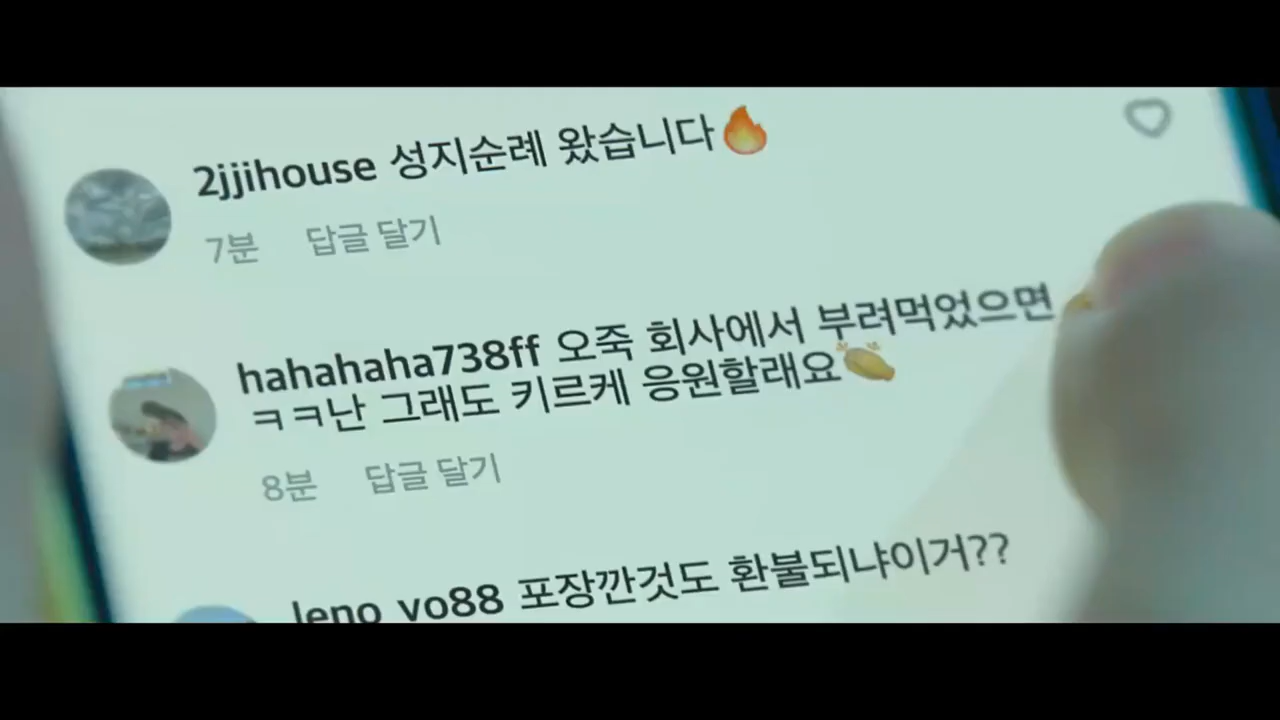 2jjihouse 성지순례 왔습니다🔥
7분 답글 달기
hahahaha738ff 오죽 회사에서 부려먹었으면
ㅋㅋ난 그래도 키르케 응원할래요👏
8분 답글 달기
leno_vo88 포장깐것도 환불되냐이거??